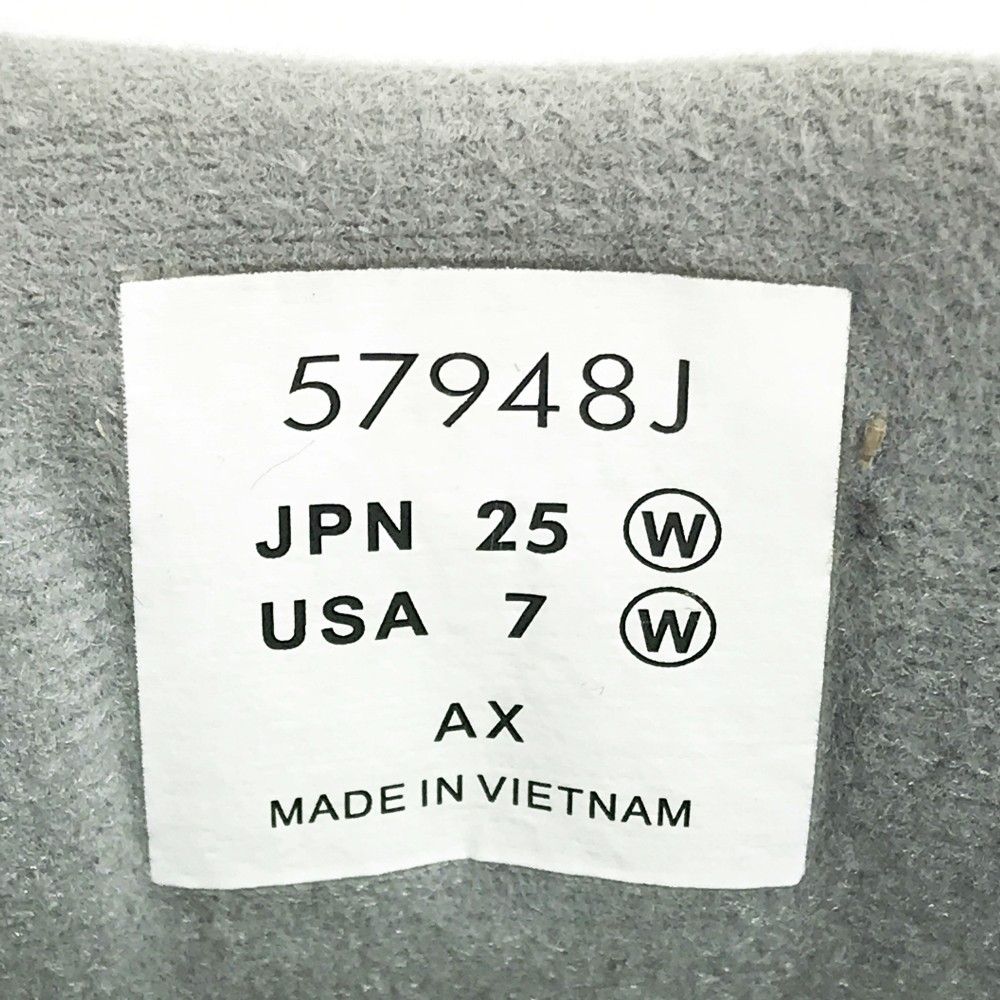 57948J
JPN 25 Ⓦ
USA 7 Ⓦ
AX
MADE IN VIETNAM